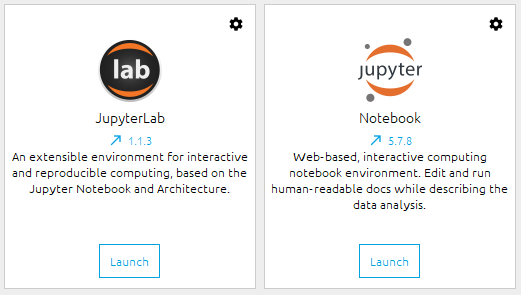 lab
JupyterLab
1.1.3
An extensible environment for interactive
and reproducible computing, based on the
Jupyter Notebook and Architecture.
Launch
jupyter
Notebook
5.7.8
Web-based, interactive computing
notebook environment. Edit and run
human-readable docs while describing the
data analysis.
Launch